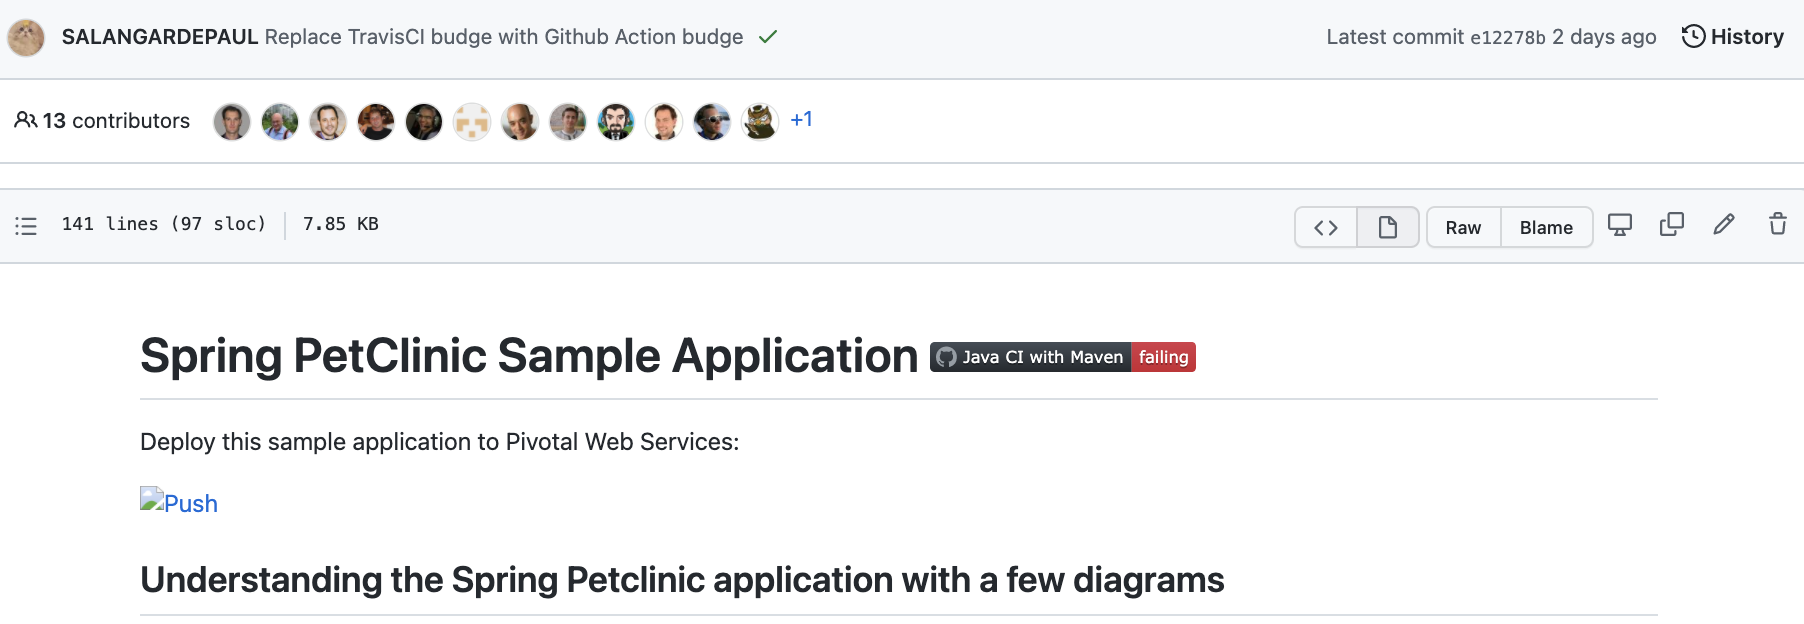 SALANGARDEPAUL Replace TravisCI budge with Github Action budge Latest commit e12278b 2 days ago History
13 contributors +1
141 lines (97 sloc) 7.85 KB Raw Blame
Spring PetClinic Sample Application Java CI with Maven failing
Deploy this sample application to Pivotal Web Services:
Push
Understanding the Spring Petclinic application with a few diagrams